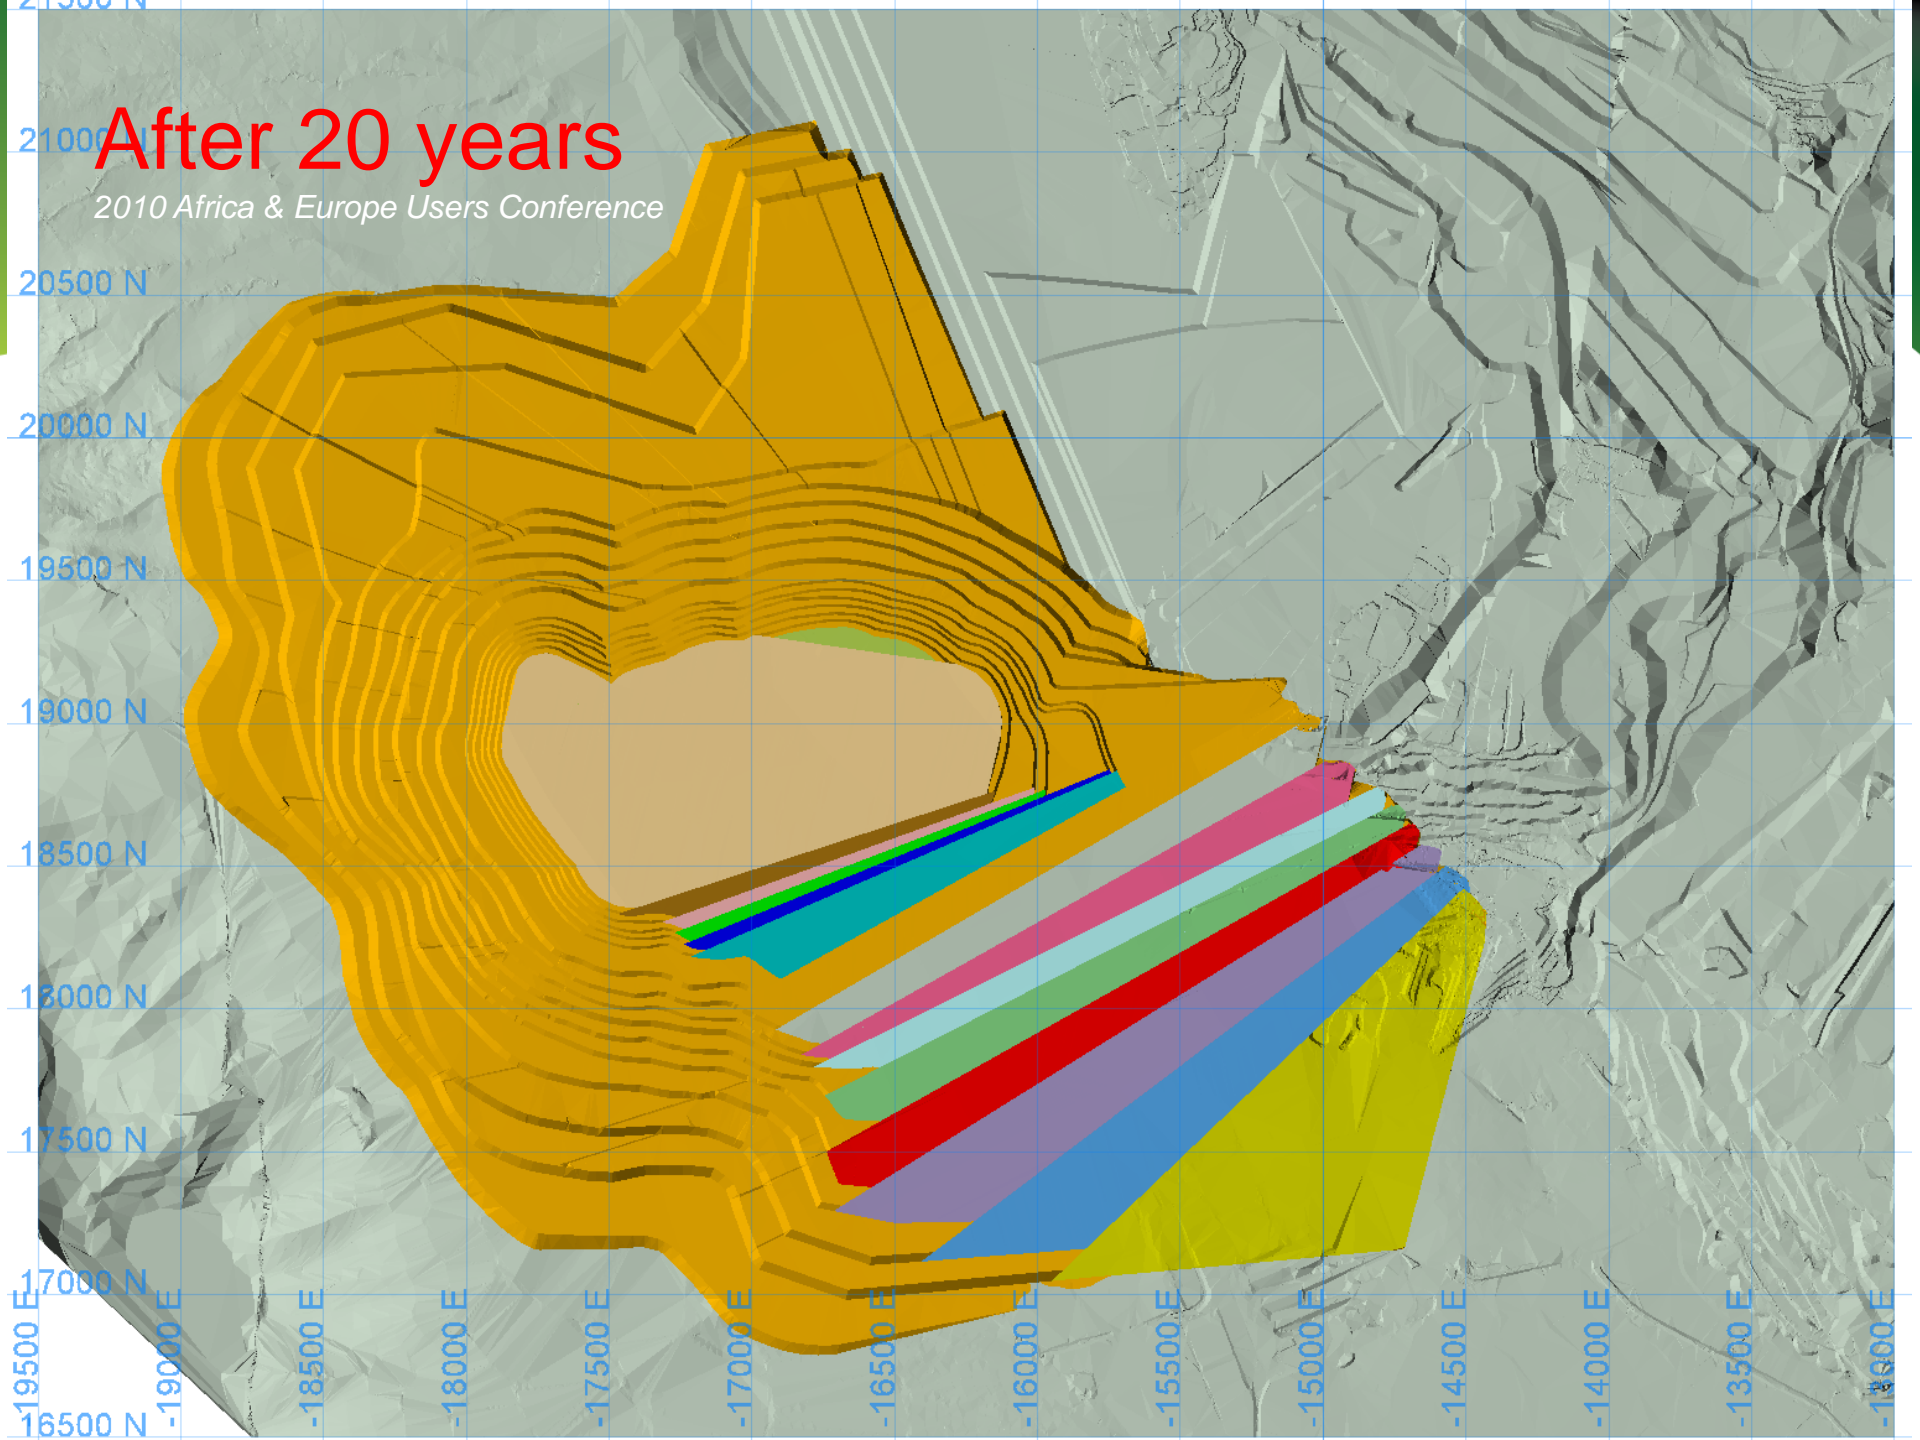 21500 N
After 20 years
21000 N
2010 Africa & Europe Users Conference
20500 N
20000 N
19500 N
19000 N
18500 N
18000 N
17500 N
17000 N
16500 N
-19500 E
-19000 E
-18500 E
-18000 E
-17500 E
-17000 E
-16500 E
-16000 E
-15500 E
-15000 E
-14500 E
-14000 E
-13500 E
-13000 E